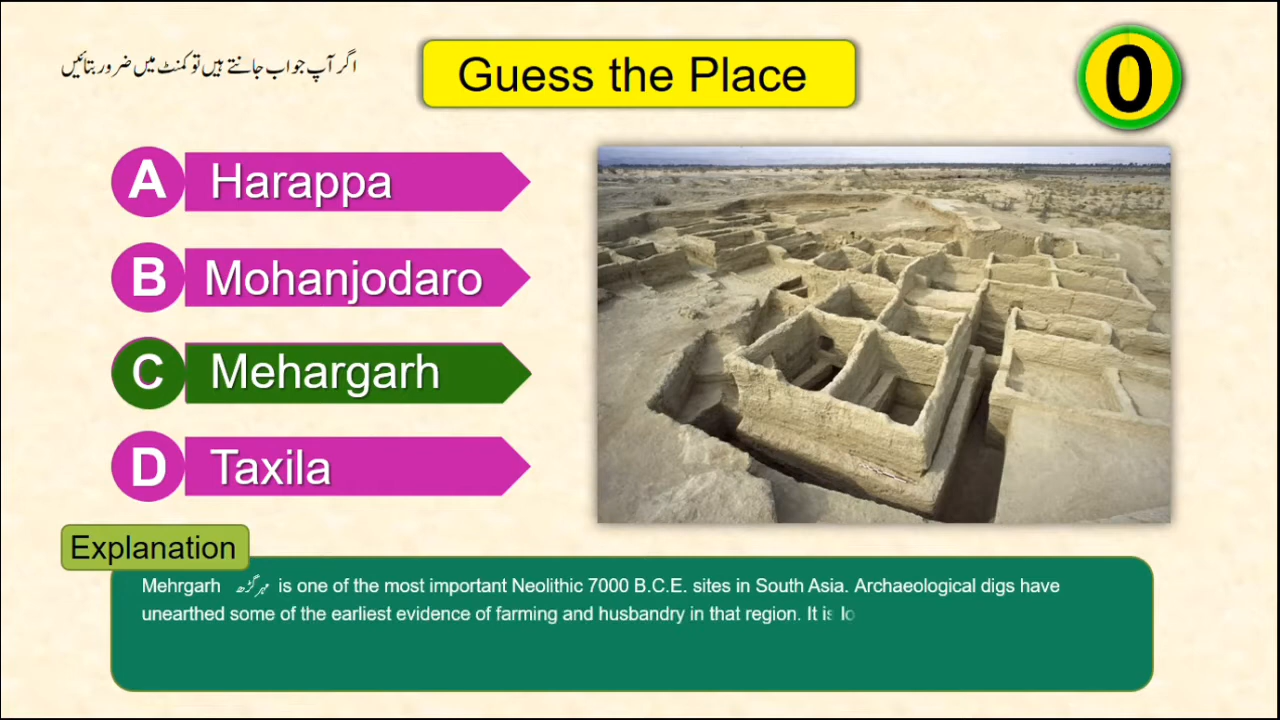 اگر آپ جواب جانتے ہیں تو کمنٹ میں ضرور بتائیں
Guess the Place
0
A Harappa
B Mohanjodaro
C Mehargarh
D Taxila
Explanation
Mehrgarh مہرگڑھ is one of the most important Neolithic 7000 B.C.E. sites in South Asia. Archaeological digs have
unearthed some of the earliest evidence of farming and husbandry in that region. It is lo